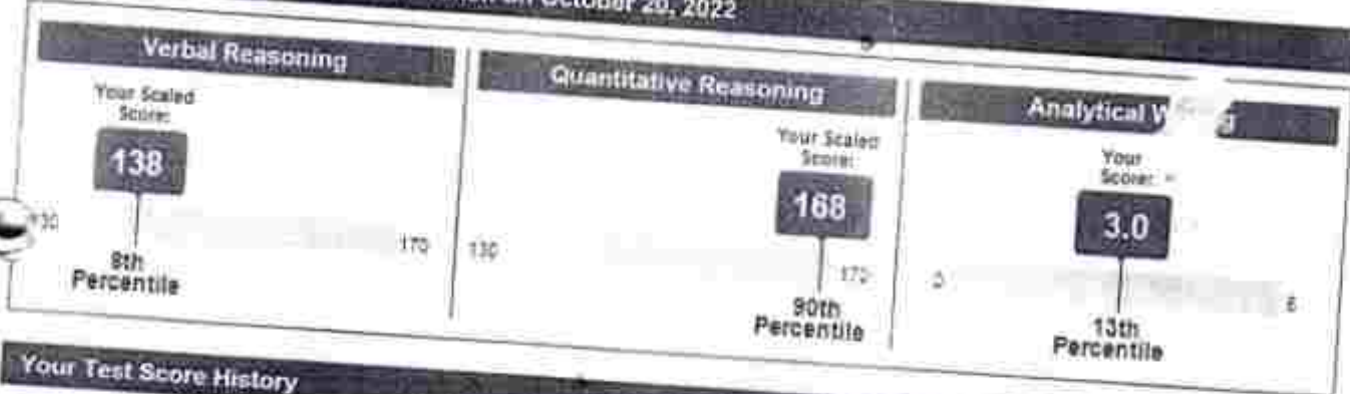 on October 20, 2022
Verbal Reasoning
Your Scaled
Score:
138
130
170
8th
Percentile
Quantitative Reasoning
Your Scaled
Score:
168
130
170
90th
Percentile
Analytical
Your
Score:
3.0
0
6
13th
Percentile
Your Test Score History